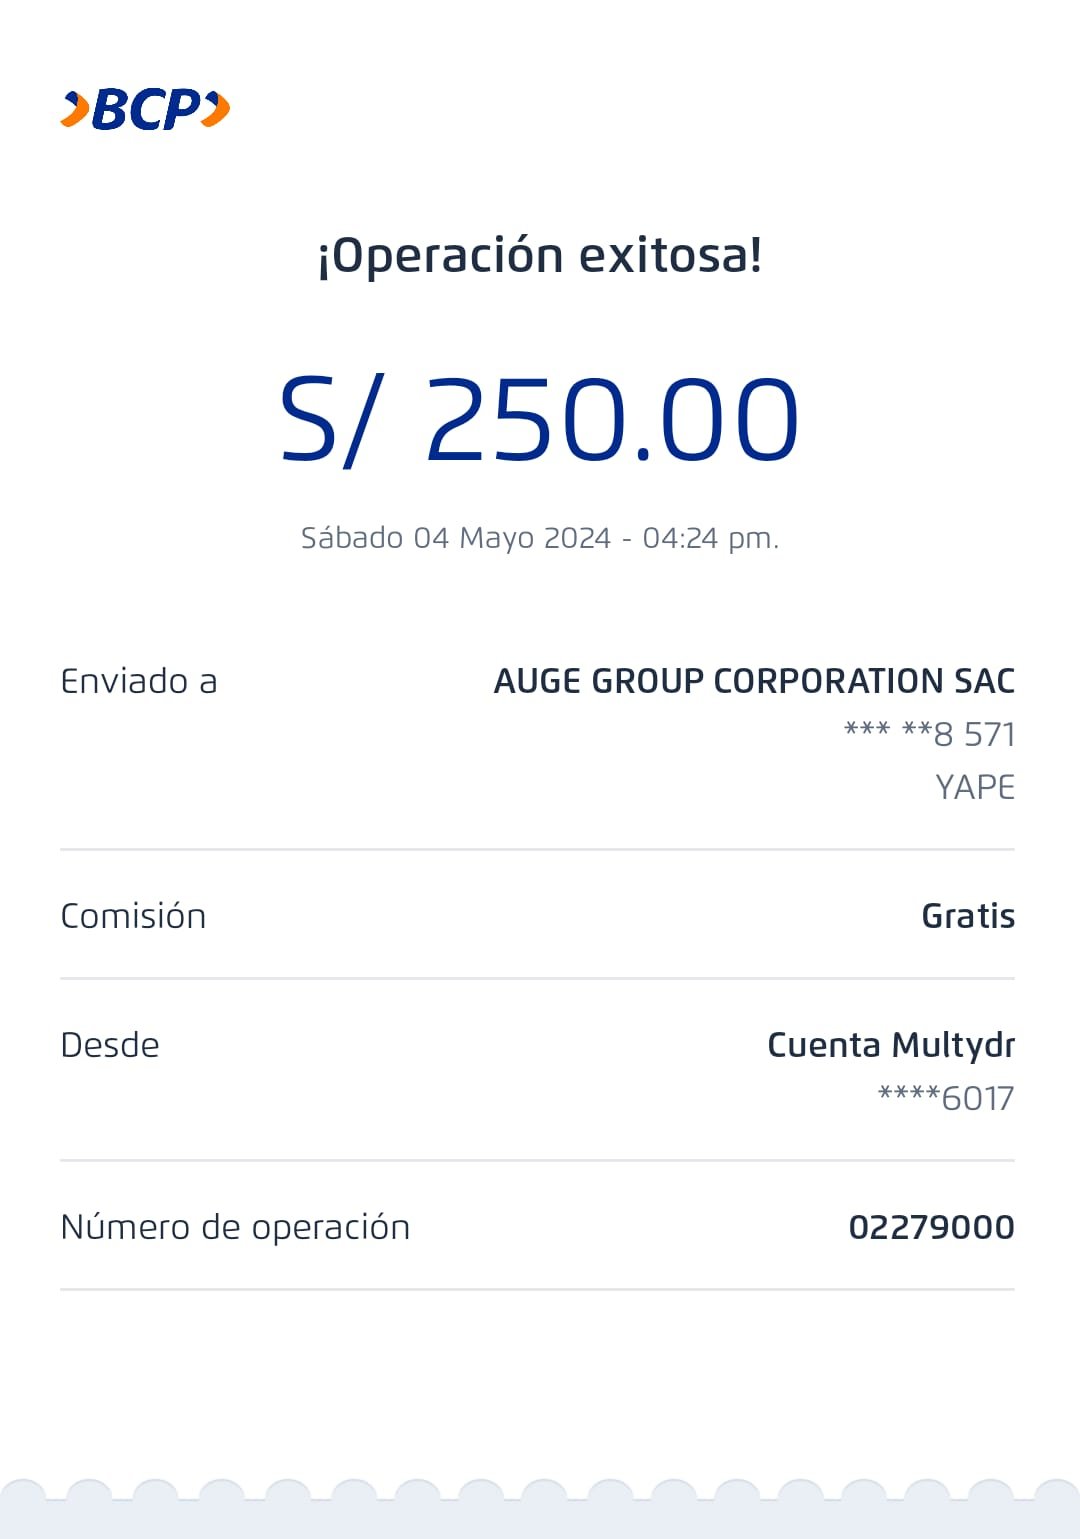 BCP
¡Operación exitosa!
S/ 250.00
Sábado 04 Mayo 2024 - 04:24 pm.
Enviado a AUGE GROUP CORPORATION SAC
*** **8 571
YAPE
Comisión Gratis
Desde Cuenta Multydr
****6017
Número de operación 02279000